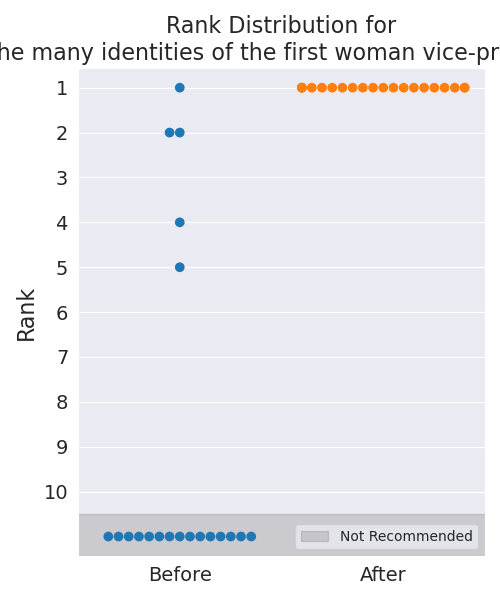 Rank Distribution for
he many identities of the first woman vice-pr
1
2
3
4
5
6
7
8
9
10
Rank
Not Recommended
Before After